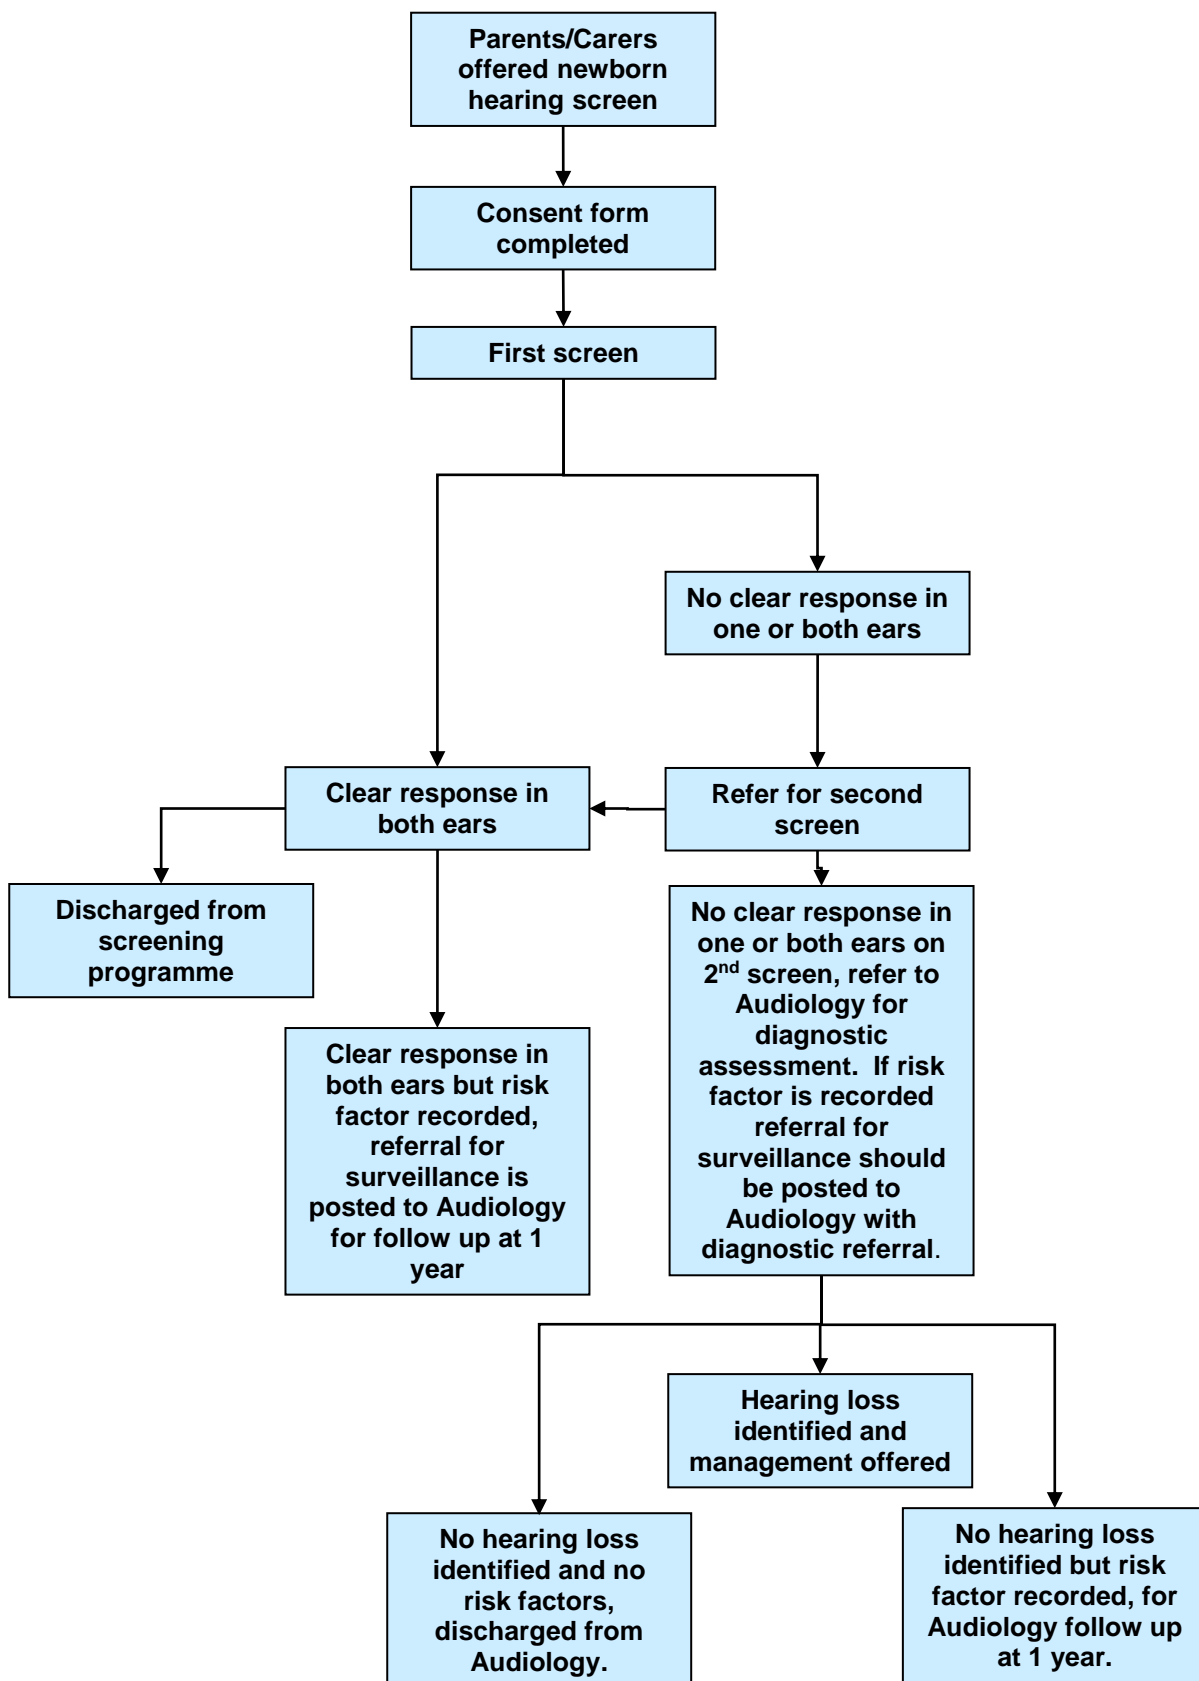 Parents/Carers
offered newborn
hearing screen
Consent form
completed
First screen
No clear response in
one or both ears
Clear response in
both ears
Refer for second
screen
Discharged from
screening
programme
No clear response in
one or both ears on
2nd screen, refer to
Audiology for
diagnostic
assessment.  If risk
factor is recorded
referral for
surveillance should
be posted to
Audiology with
diagnostic referral.
Clear response in
both ears but risk
factor recorded,
referral for
surveillance is
posted to Audiology
for follow up at 1
year
Hearing loss
identified and
management offered
No hearing loss
identified and no
risk factors,
discharged from
Audiology.
No hearing loss
identified but risk
factor recorded, for
Audiology follow up
at 1 year.